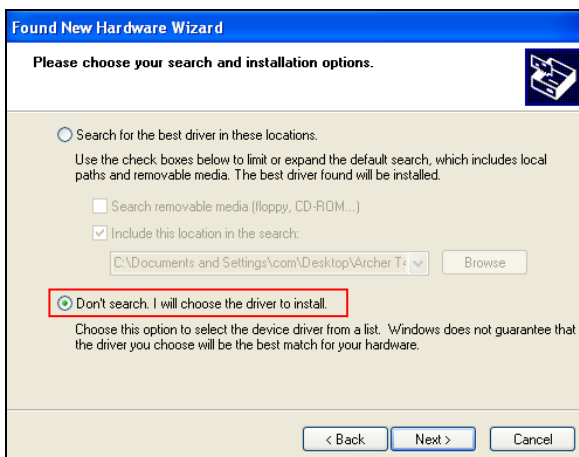 Found New Hardware Wizard
Please choose your search and installation options.
Search for the best driver in these locations.
Use the check boxes below to limit or expand the default search, which includes local
paths and removable media. The best driver found will be installed.
Search removable media (floppy, CD-ROM...)
Include this location in the search:
C:\Documents and Settings\com\Desktop\Archer T4
Browse
Don't search. I will choose the driver to install.
Choose this option to select the device driver from a list. Windows does not guarantee that
the driver you choose will be the best match for your hardware.
< Back Next > Cancel